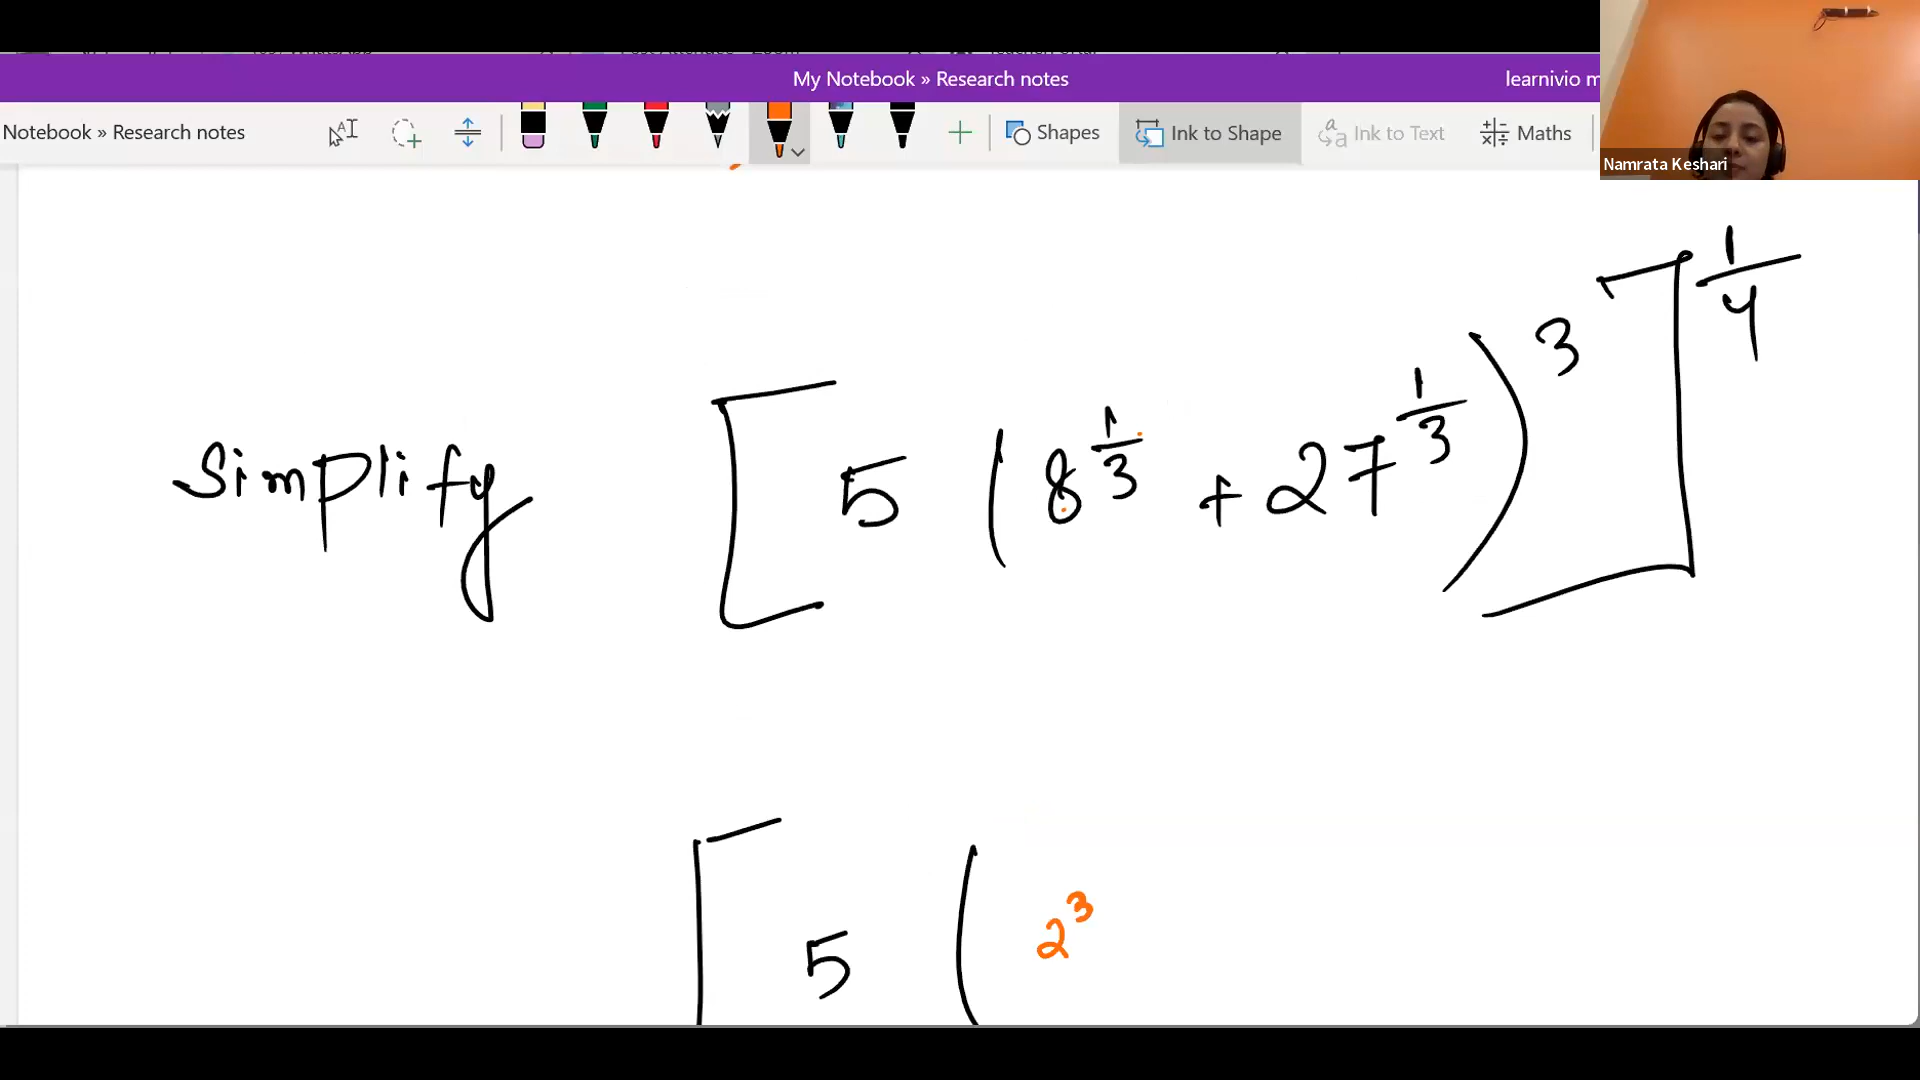 My Notebook » Research notes
learnivio m
Notebook » Research notes
Shapes
Ink to Shape
Ink to Text
Maths
Namrata Keshari
Simplify [ 5 ( 8^{1/3} + 27^{1/3} )^3 ]^{1/4}
[ 5 ( 2^3